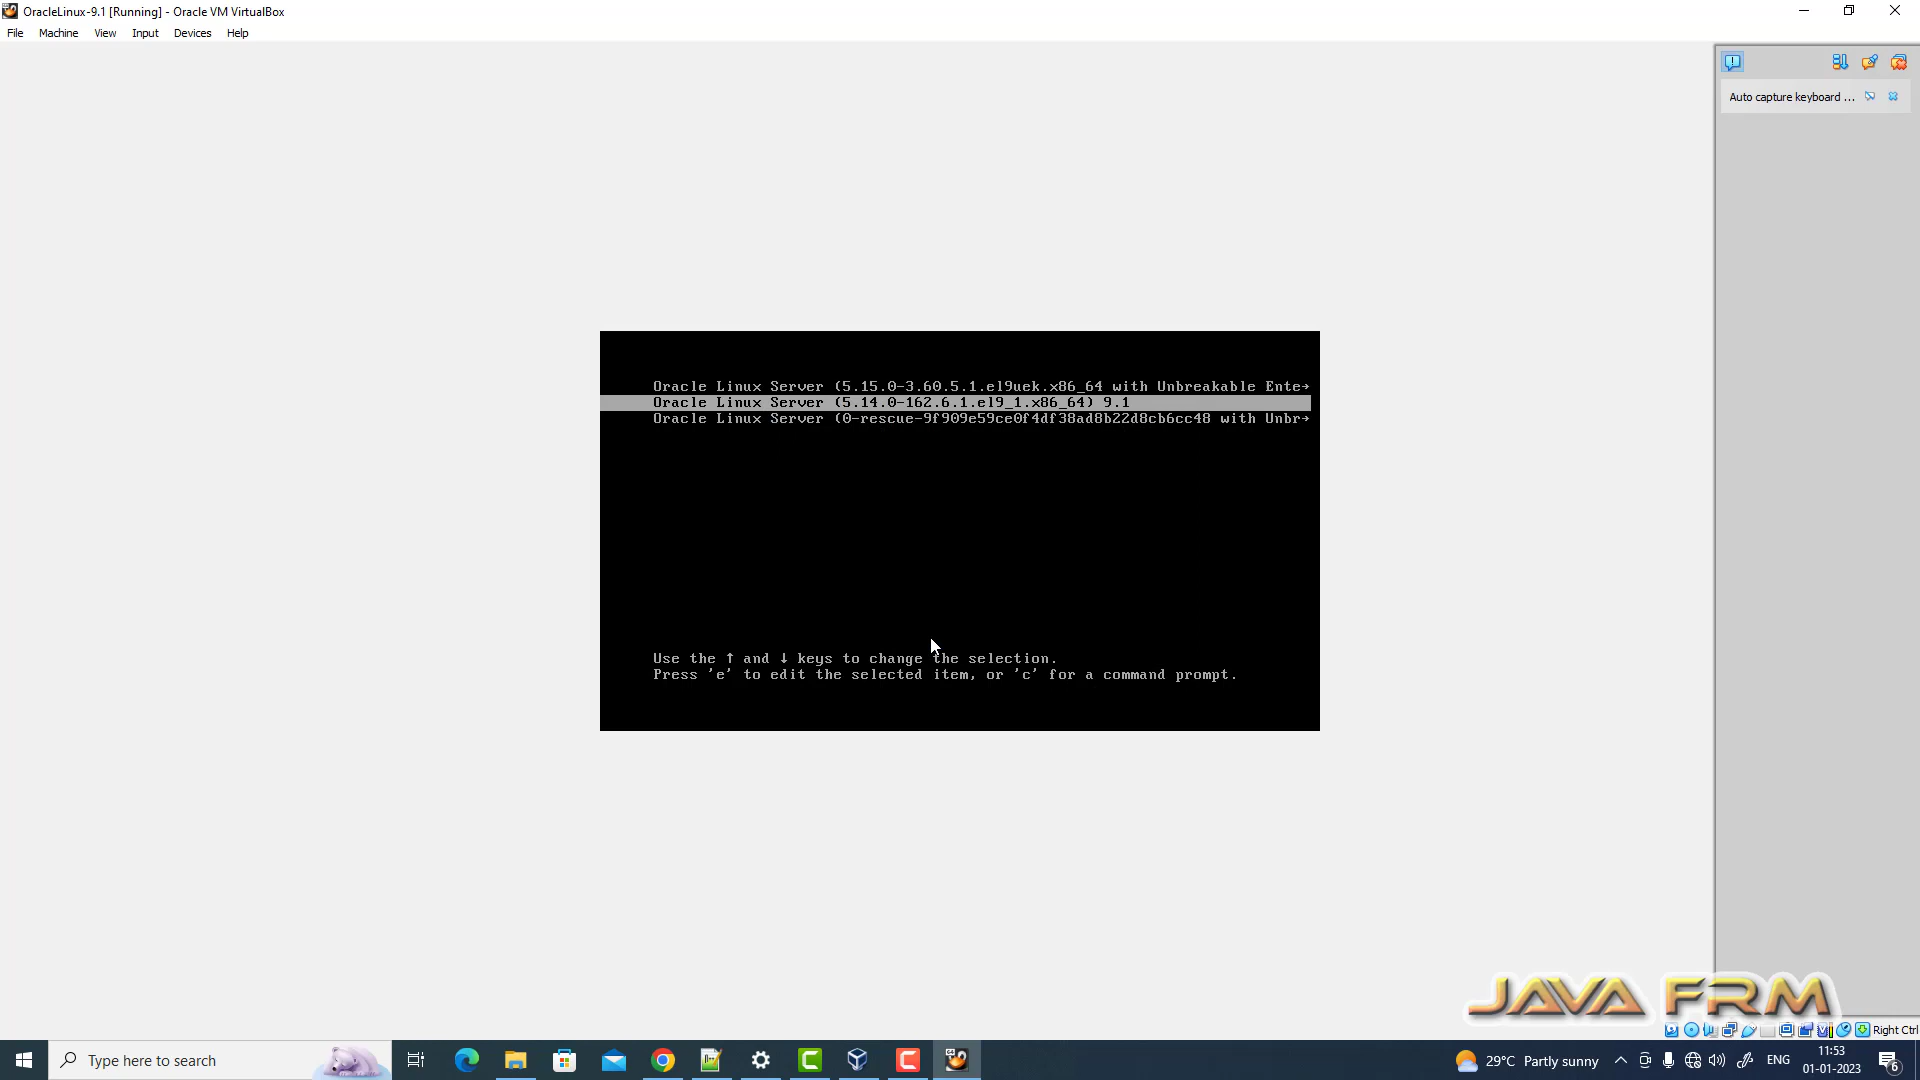 OracleLinux-9.1 [Running] - Oracle VM VirtualBox
File Machine View Input Devices Help
Auto capture keyboard ...
Oracle Linux Server (5.15.0-3.60.5.1.el9uek.x86_64 with Unbreakable Ente→
Oracle Linux Server (5.14.0-162.6.1.el9_1.x86_64) 9.1
Oracle Linux Server (0-rescue-9f909e59ce0f4df38ad8b22d8cb6cc48 with Unbr→
Use the ↑ and ↓ keys to change the selection.
Press 'e' to edit the selected item, or 'c' for a command prompt.
JAVA FRM
Right Ctrl
Type here to search
29°C Partly sunny
ENG
11:53
01-01-2023
6